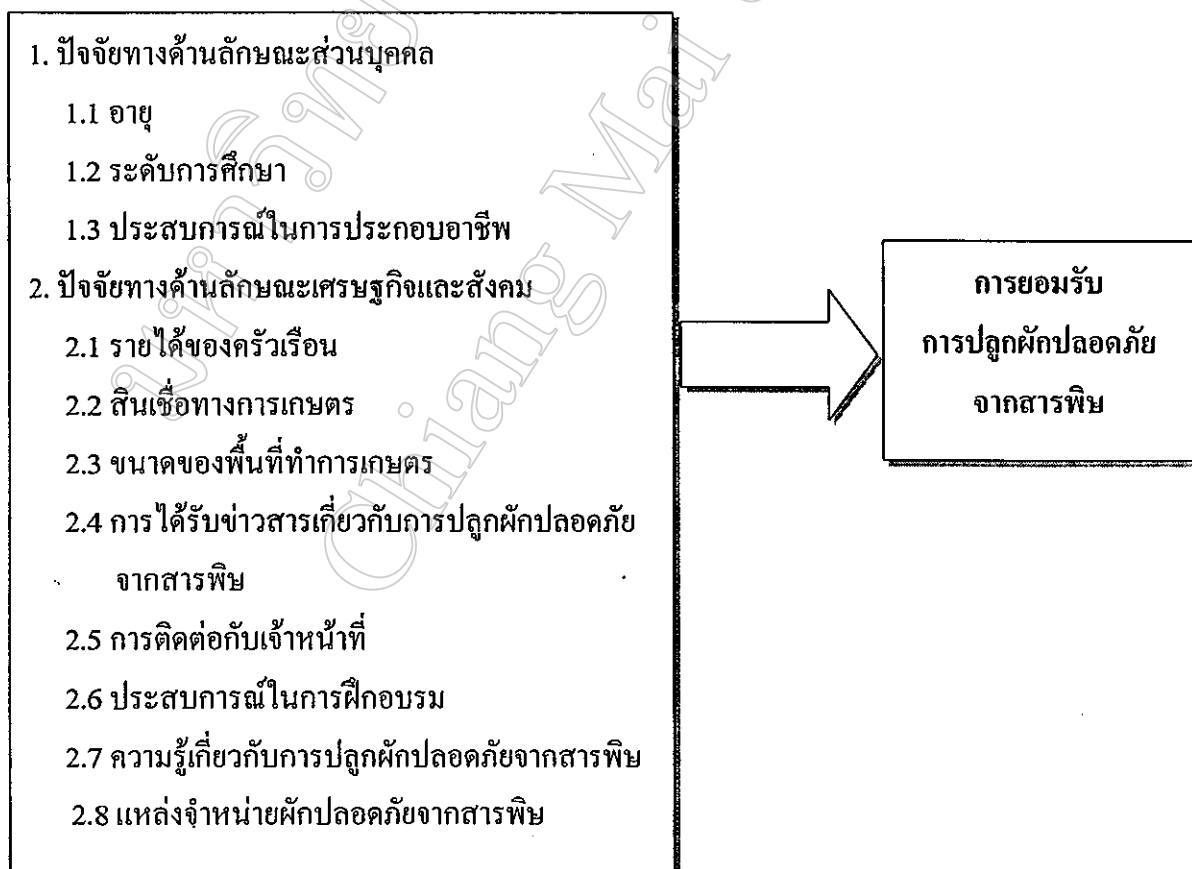 1. ปัจจัยทางด้านลักษณะส่วนบุคคล
1.1 อายุ
1.2 ระดับการศึกษา
1.3 ประสบการณ์ในการประกอบอาชีพ
2. ปัจจัยทางด้านลักษณะเศรษฐกิจและสังคม
2.1 รายได้ของครัวเรือน
2.2 สินเชื่อทางการเกษตร
2.3 ขนาดของพื้นที่ทำการเกษตร
2.4 การได้รับข่าวสารเกี่ยวกับการปลูกผักปลอดภัย
จากสารพิษ
2.5 การติดต่อกับเจ้าหน้าที่
2.6 ประสบการณ์ในการฝึกอบรม
2.7 ความรู้เกี่ยวกับการปลูกผักปลอดภัยจากสารพิษ
2.8 แหล่งจำหน่ายผักปลอดภัยจากสารพิษ
การยอมรับ
การปลูกผักปลอดภัย
จากสารพิษ
Chiang Mai